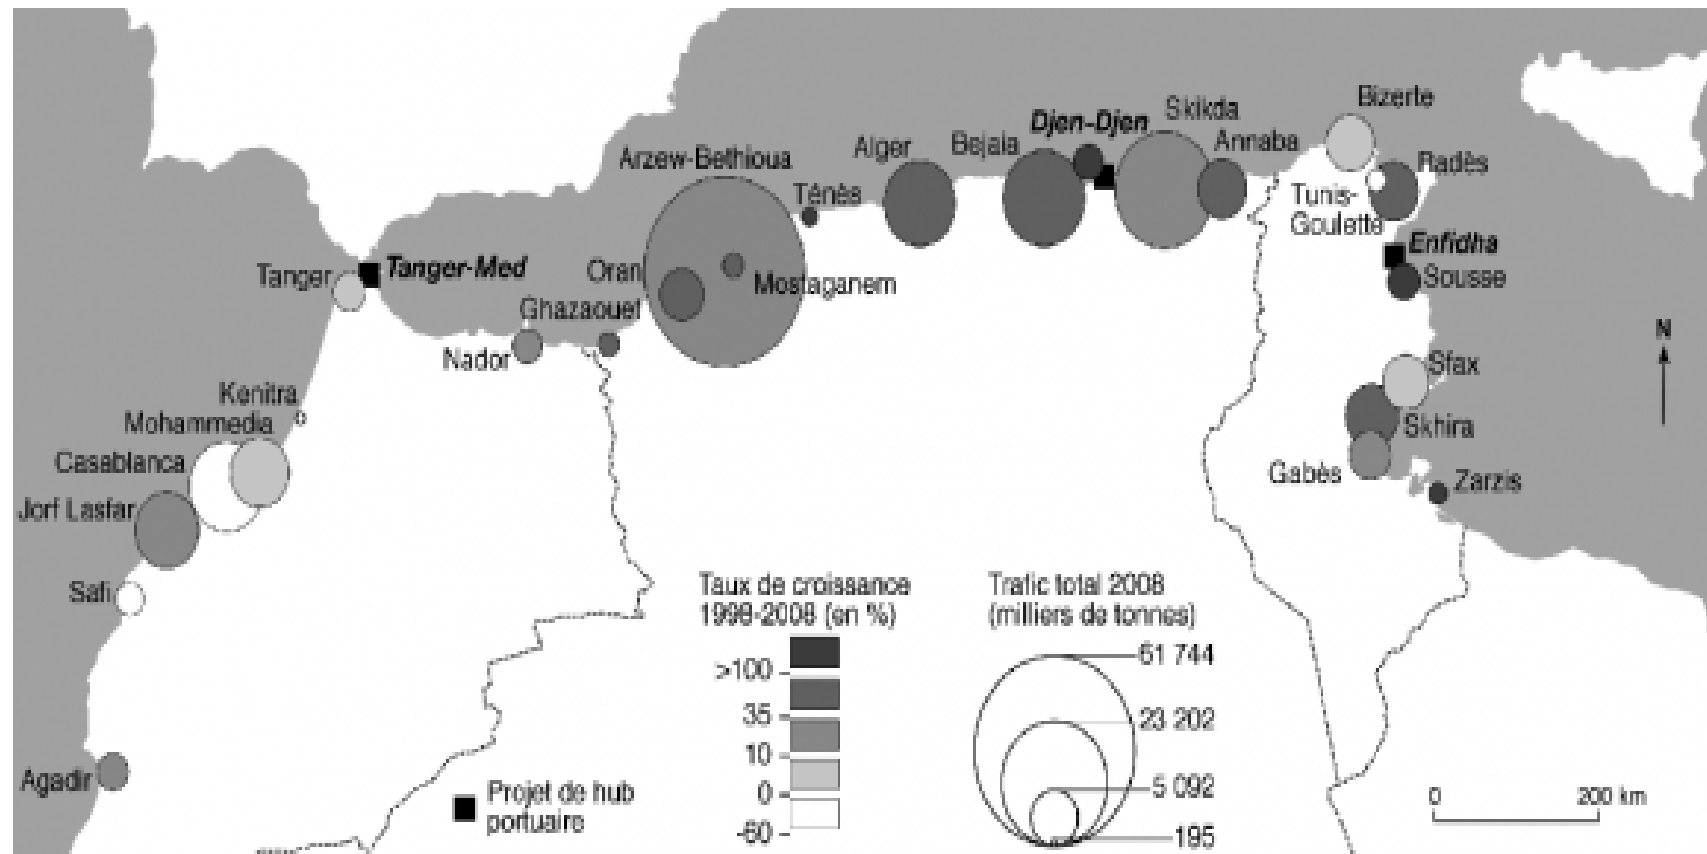 Bizerte
Skikda
Djen-Djen
Annaba
Bejaia
Alger
Arzew-Bethioua
Radès
Ténès
Tunis-
Goulette
Enfidha
Tanger
Tanger-Med
Oran
Sousse
Mostaganem
Ghazaouet
Nador
Sfax
Kenitra
Mohammedia
Skhira
Casablanca
Gabès
Zarzis
Jorf Lasfar
Safi
Agadir
N
Taux de croissance
1998-2008 (en %)
>100
35
10
0
-60
Trafic total 2008
(milliers de tonnes)
61 744
23 202
5 092
195
Projet de hub
portuaire
0 200 km